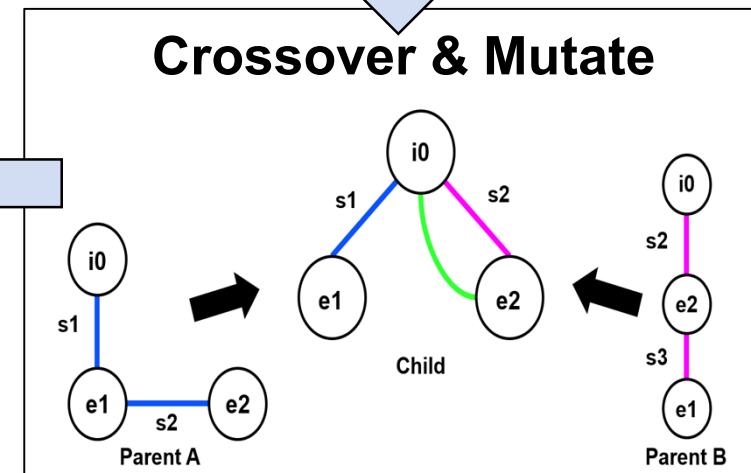 Crossover & Mutate
i0
s1
s2
e1
e2
Child
i0
s1
e1
s2
e2
Parent A
i0
s2
e2
s3
e1
Parent B